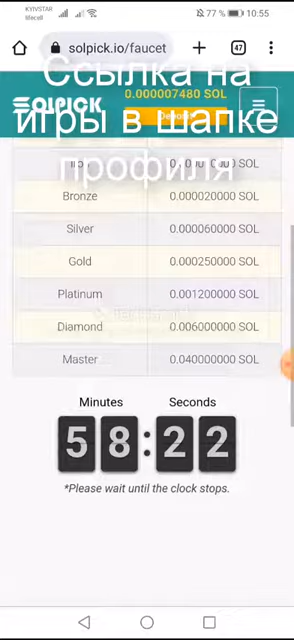 KYIVSTAR
lifecell
77 %
10:55
solpick.io/faucet
47
Ссылка на
SOLPICK
0.000007480 SOL
игры в шапке
профиля
Bronze 0.000020000 SOL
Silver 0.000060000 SOL
Gold 0.000250000 SOL
Platinum 0.001200000 SOL
Diamond 0.006000000 SOL
Master 0.040000000 SOL
Minutes Seconds
58:22
*Please wait until the clock stops.